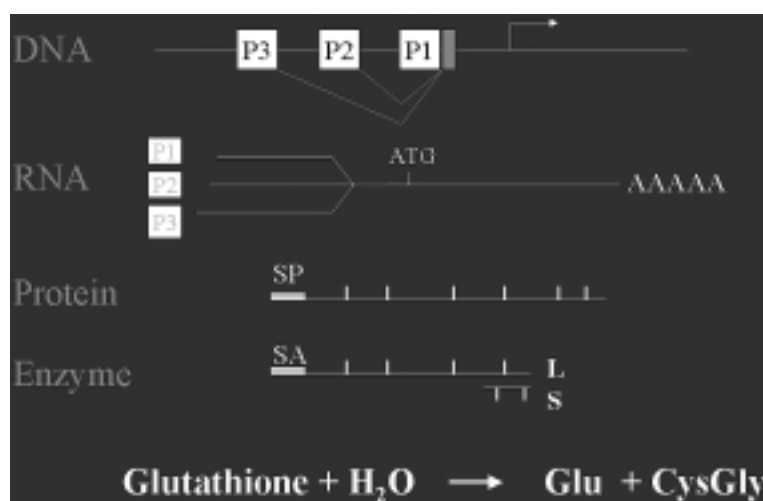 DNA P3 P2 P1
P1
ATG
RNA P2 AAAAA
P3
SP
Protein
SA
Enzyme L
S
Glutathione + H₂O → Glu + CysGly